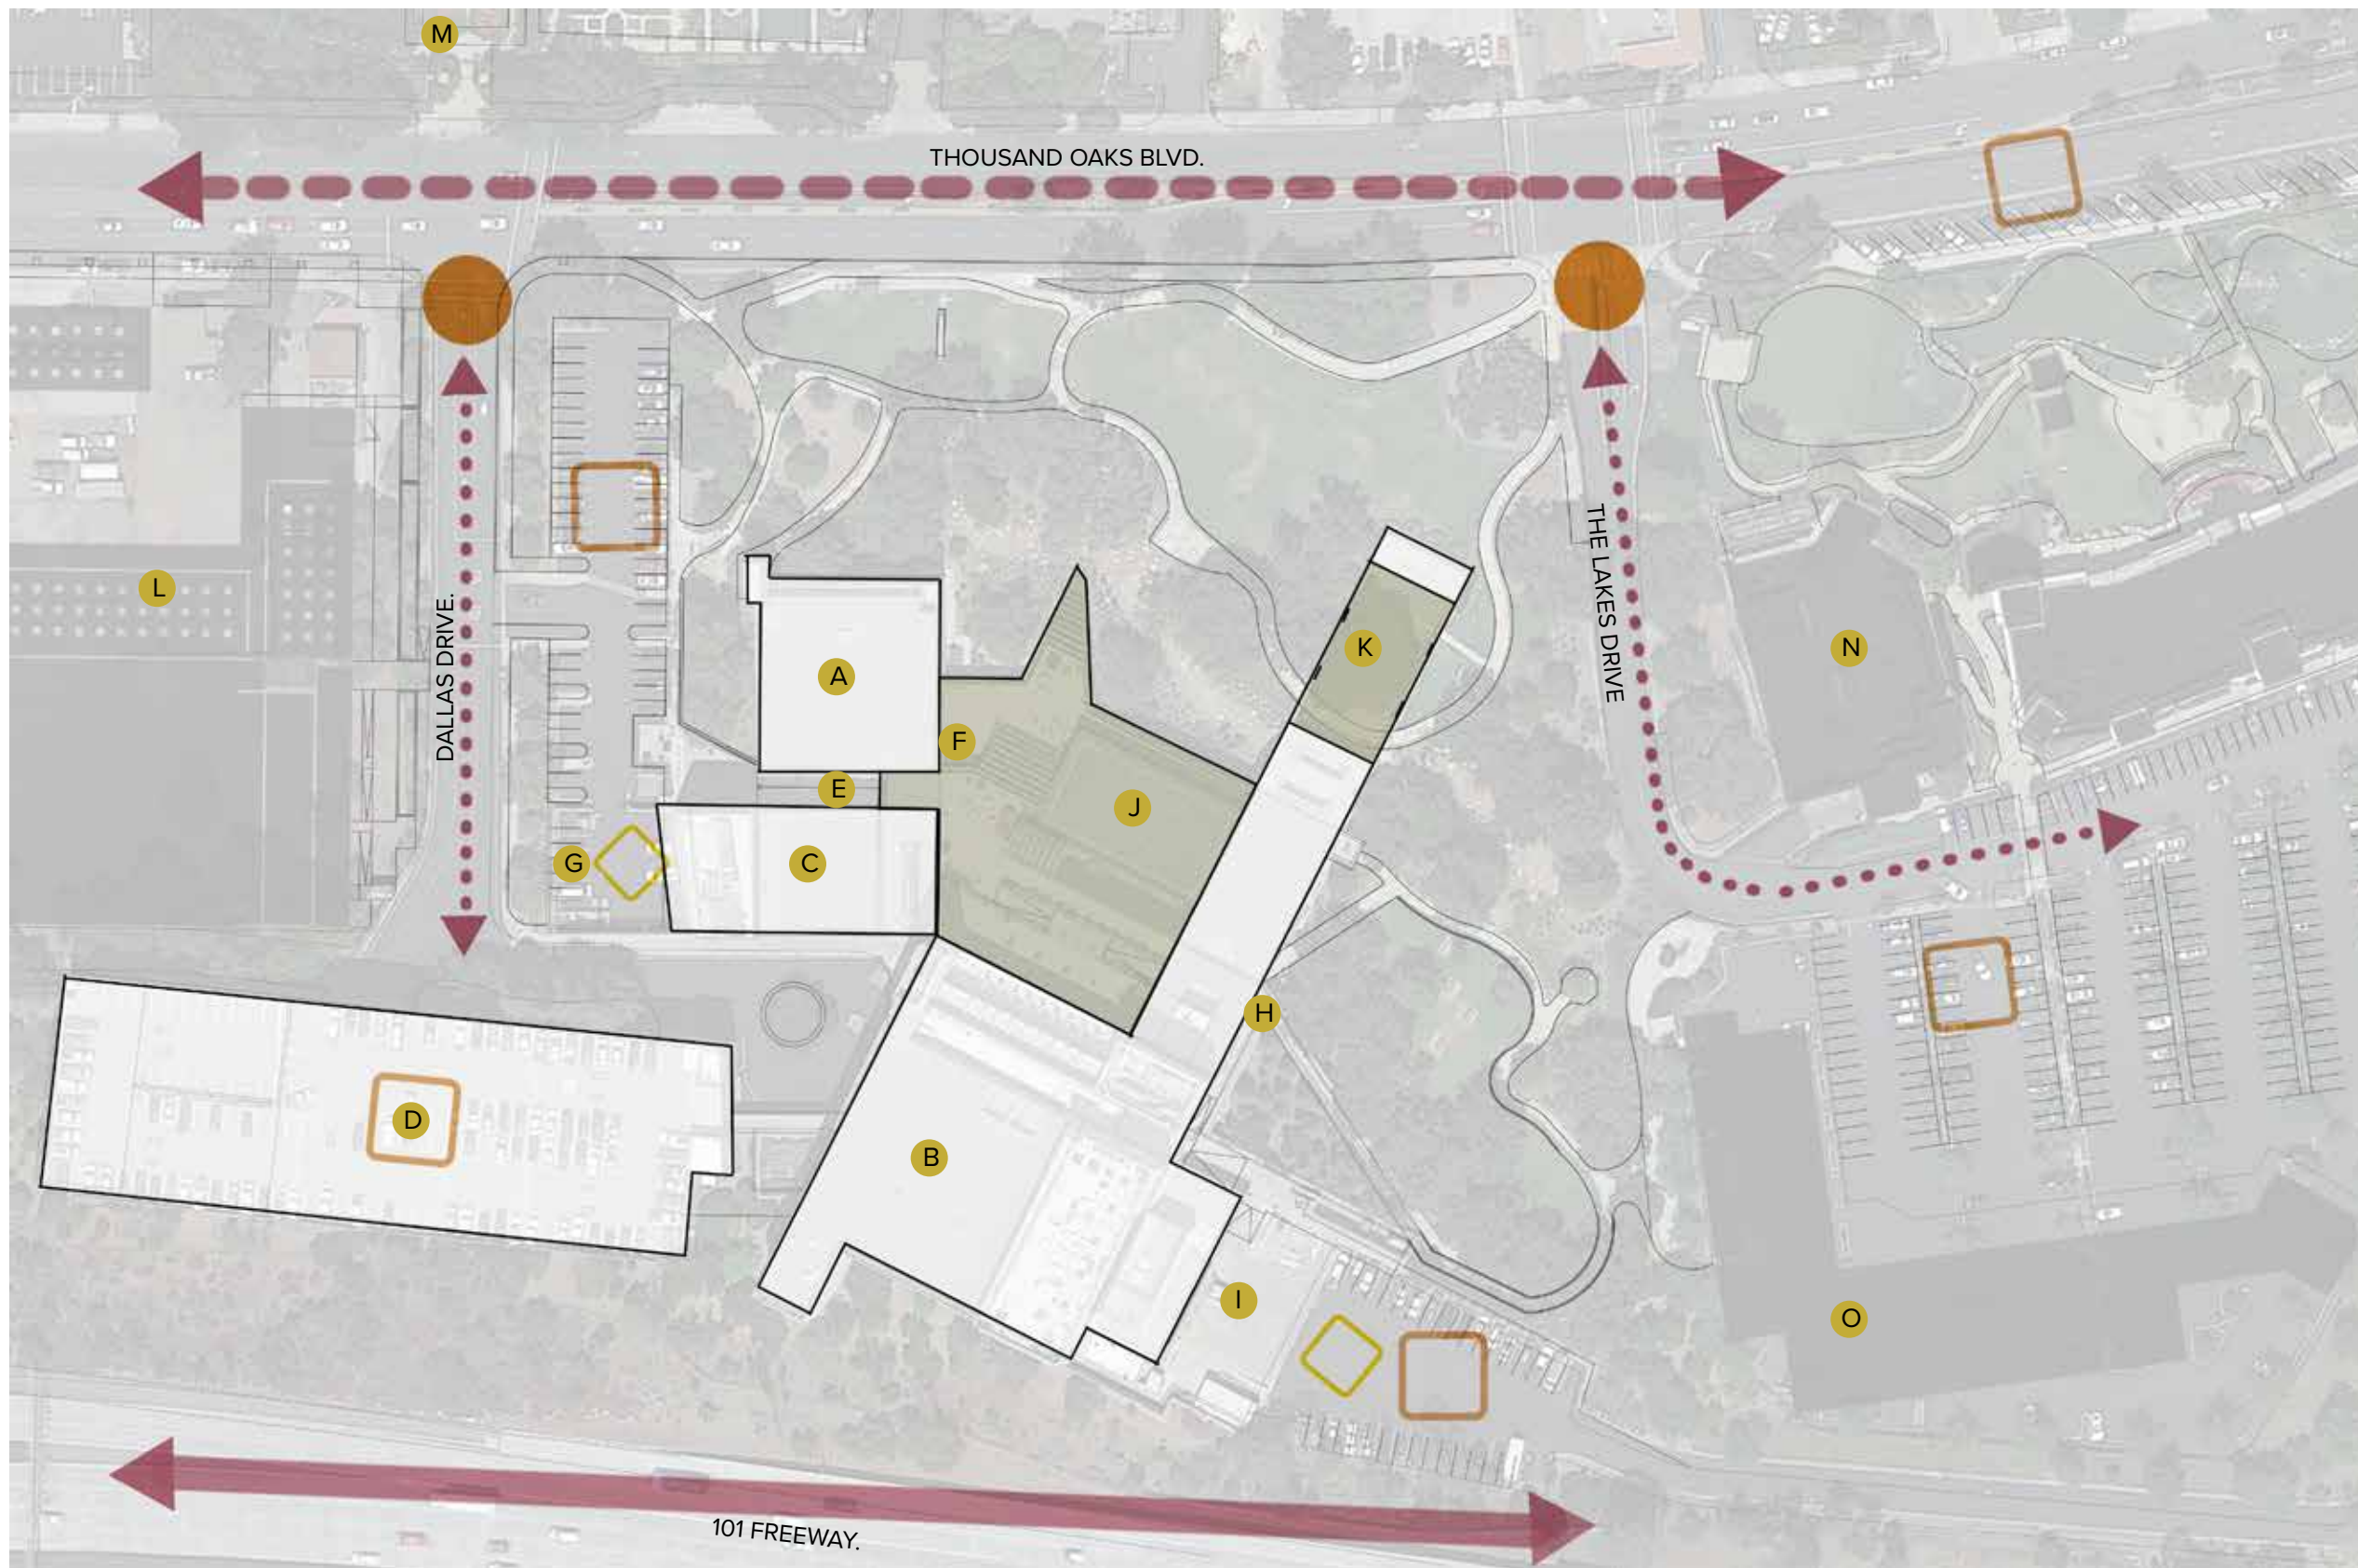 M
THOUSAND OAKS BLVD.
THE LAKES DRIVE
L
DALLAS DRIVE.
A
K
N
F
E
J
G
C
H
D
B
I
O
101 FREEWAY.